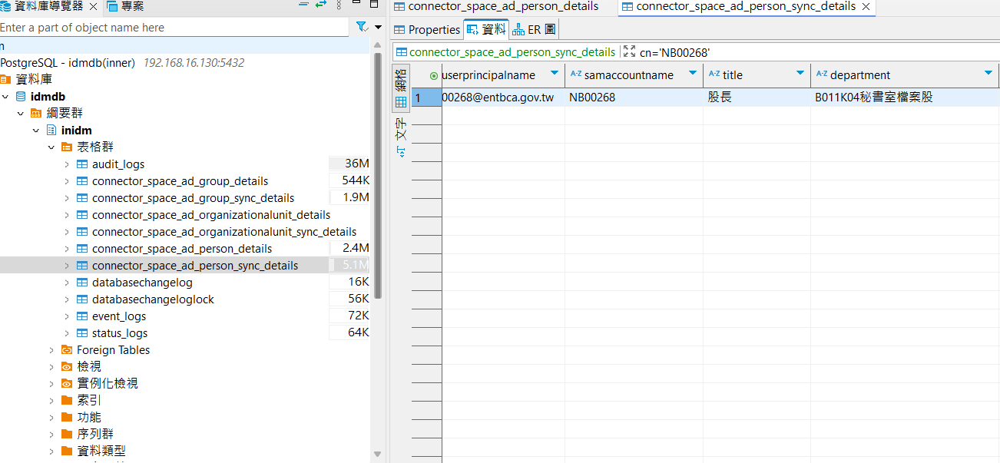 資料庫導覽器
專案
Enter a part of object name here
PostgreSQL - idmdb(inner) 192.168.16.130:5432
資料庫
idmdb
綱要群
inidm
表格群
audit_logs 36M
connector_space_ad_group_details 544K
connector_space_ad_group_sync_details 1.9M
connector_space_ad_organizationalunit_details
connector_space_ad_organizationalunit_sync_details
connector_space_ad_person_details 2.4M
connector_space_ad_person_sync_details 5.1M
databasechangelog 16K
databasechangeloglock 56K
event_logs 72K
status_logs 64K
Foreign Tables
檢視
實例化檢視
索引
功能
序列群
資料類型
connector_space_ad_person_details
connector_space_ad_person_sync_details
Properties 資料 ER 圖
connector_space_ad_person_sync_details cn='NB00268'
網格
文字
userprincipalname A-Z samaccountname A-Z title A-Z department
1 00268@entbca.gov.tw NB00268 股長 B011K04秘書室檔案股